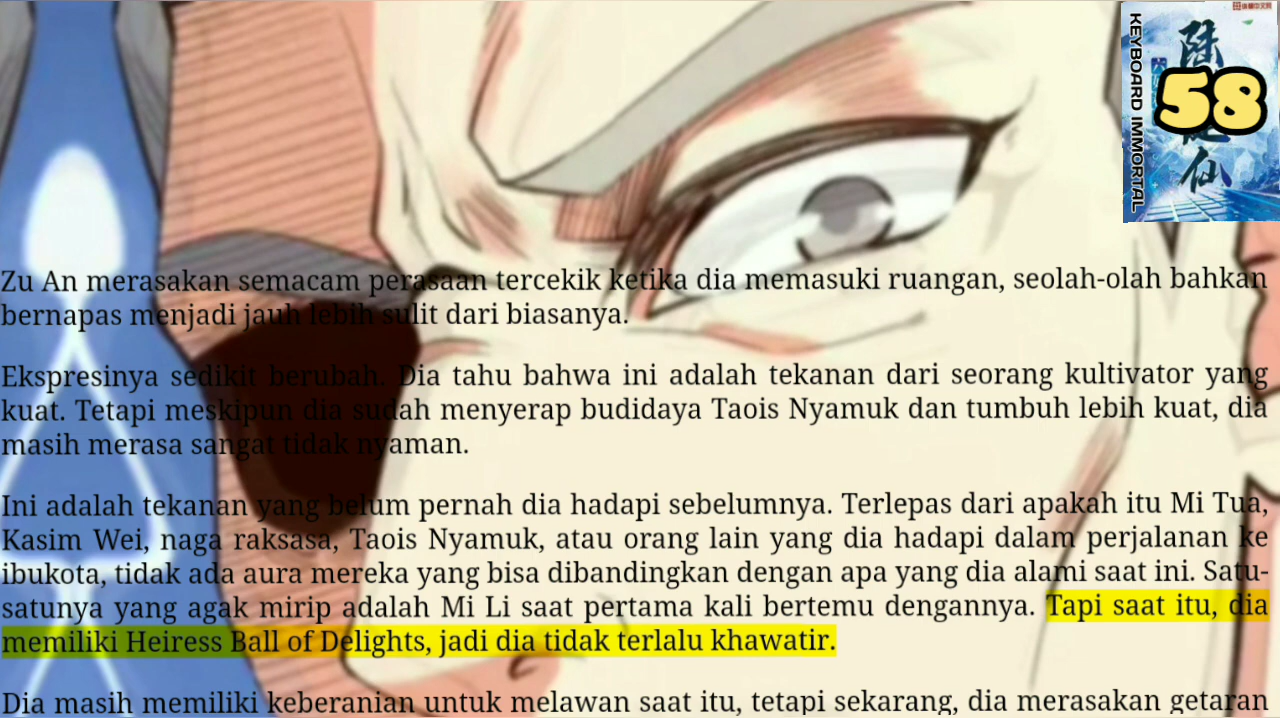 KEYBOARD IMMORTAL
58
仙
Zu An merasakan semacam perasaan tercekik ketika dia memasuki ruangan, seolah-olah bahkan
bernapas menjadi jauh lebih sulit dari biasanya.
Ekspresinya sedikit berubah. Dia tahu bahwa ini adalah tekanan dari seorang kultivator yang
kuat. Tetapi meskipun dia sudah menyerap budidaya Taois Nyamuk dan tumbuh lebih kuat, dia
masih merasa sangat tidak nyaman.
Ini adalah tekanan yang belum pernah dia hadapi sebelumnya. Terlepas dari apakah itu Mi Tua,
Kasim Wei, naga raksasa, Taois Nyamuk, atau orang lain yang dia hadapi dalam perjalanan ke
ibukota, tidak ada aura mereka yang bisa dibandingkan dengan apa yang dia alami saat ini. Satu-
satunya yang agak mirip adalah Mi Li saat pertama kali bertemu dengannya. Tapi saat itu, dia
memiliki Heiress Ball of Delights, jadi dia tidak terlalu khawatir.
Dia masih memiliki keberanian untuk melawan saat itu, tetapi sekarang, dia merasakan getaran